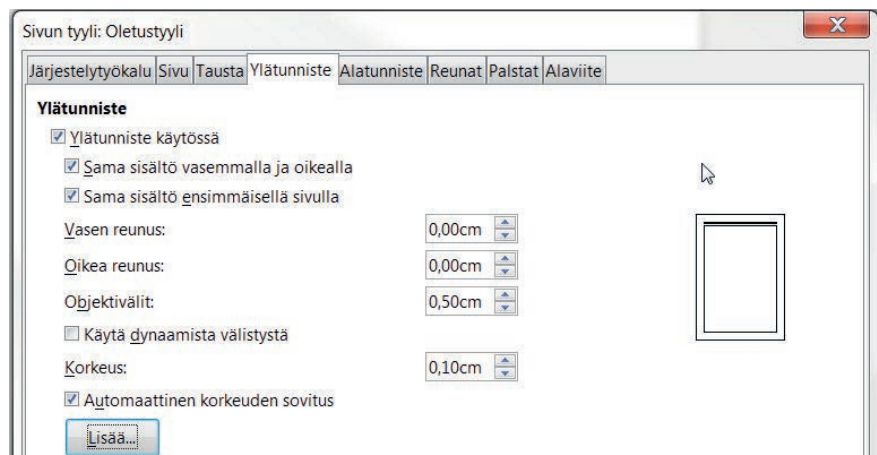 Sivun tyyli: Oletustyyli
Järjestelytyökalu Sivu Tausta Ylätunniste Alatunniste Reunat Palstat Alaviite
Ylätunniste
Ylätunniste käytössä
Sama sisältö vasemmalla ja oikealla
Sama sisältö ensimmäisellä sivulla
Vasen reunus: 0,00cm
Oikea reunus: 0,00cm
Objektivälit: 0,50cm
Käytä dynaamista välistystä
Korkeus: 0,10cm
Automaattinen korkeuden sovitus
Lisää...